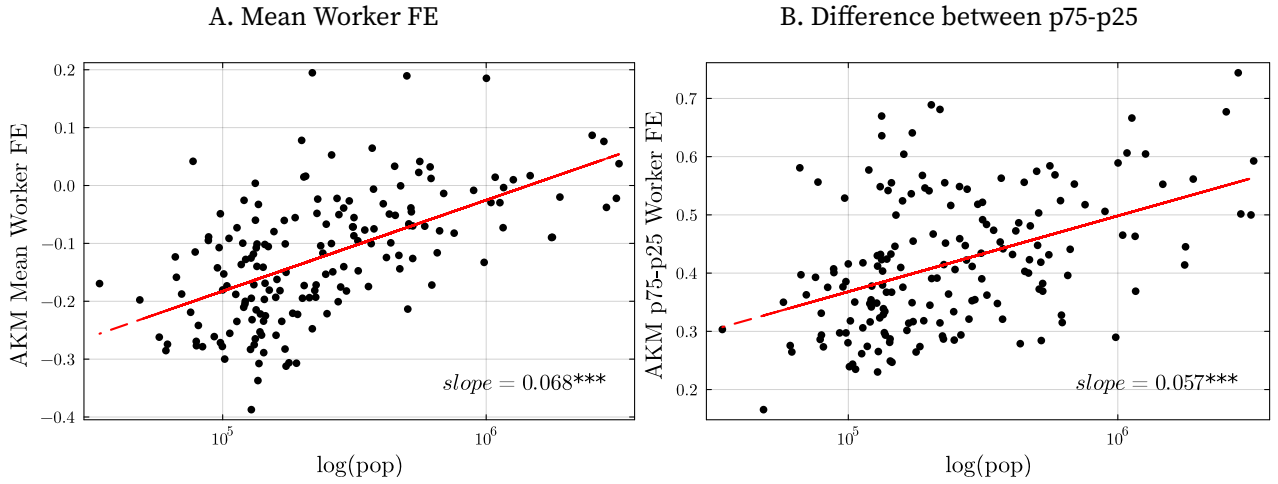 A. Mean Worker FE
AKM Mean Worker FE
0.2
0.1
0.0
−0.1
−0.2
−0.3
−0.4
slope = 0.068***
10^5
10^6
log(pop)
B. Difference between p75-p25
AKM p75-p25 Worker FE
0.7
0.6
0.5
0.4
0.3
0.2
slope = 0.057***
10^5
10^6
log(pop)